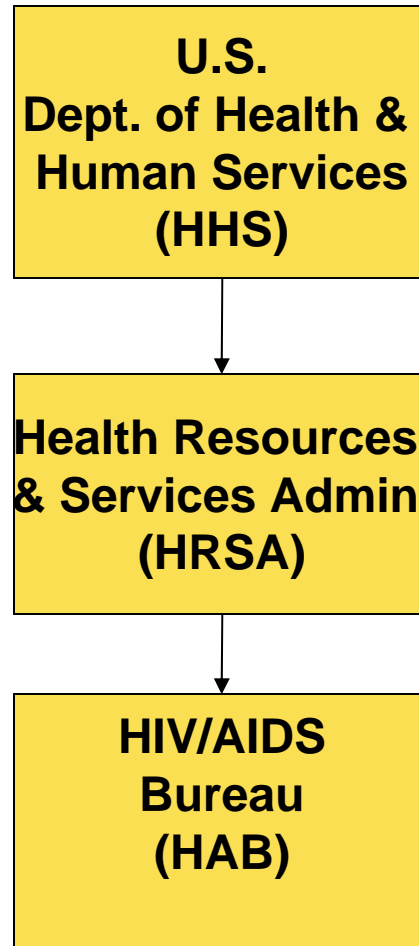 U.S.
Dept. of Health &
Human Services
(HHS)
Health Resources
& Services Admin
(HRSA)
HIV/AIDS
Bureau
(HAB)